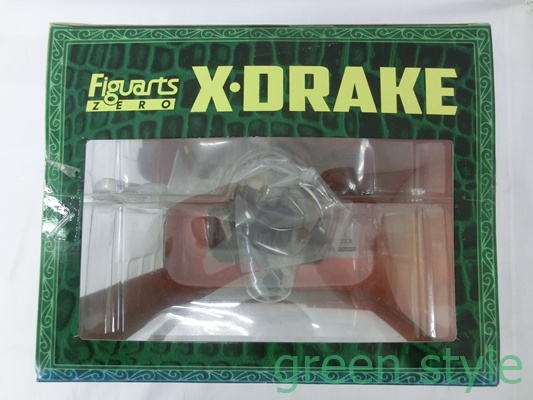 Figuarts
ZERO
X·DRAKE
green style